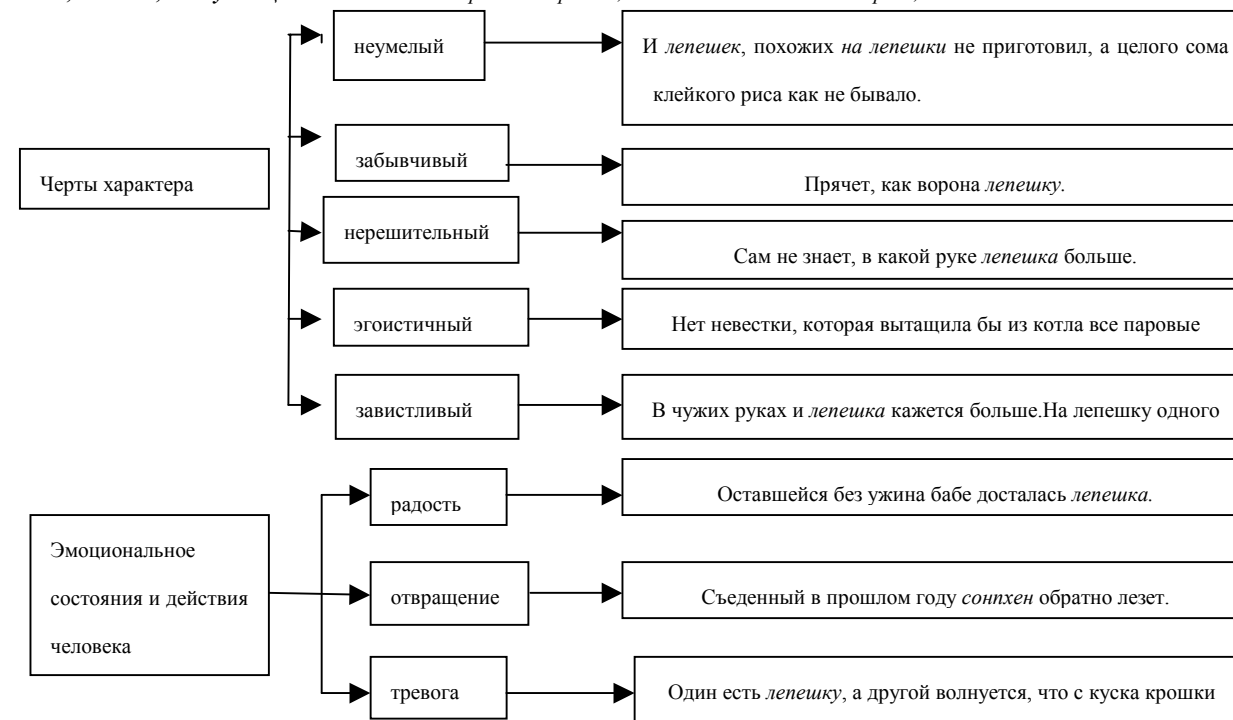 неумелый
И лепешек, похожих на лепешки не приготовил, а целого сома
клейкого риса как не бывало.
забывчивый
Прячет, как ворона лепешку.
Черты характера
нерешительный
Сам не знает, в какой руке лепешка больше.
эгоистичный
Нет невестки, которая вытащила бы из котла все паровые
завистливый
В чужих руках и лепешка кажется больше.На лепешку одного
радость
Оставшейся без ужина бабе досталась лепешка.
Эмоциональное
состояния и действия
человека
отвращение
Съеденный в прошлом году сонпхен обратно лезет.
тревога
Один есть лепешку, а другой волнуется, что с куска крошки